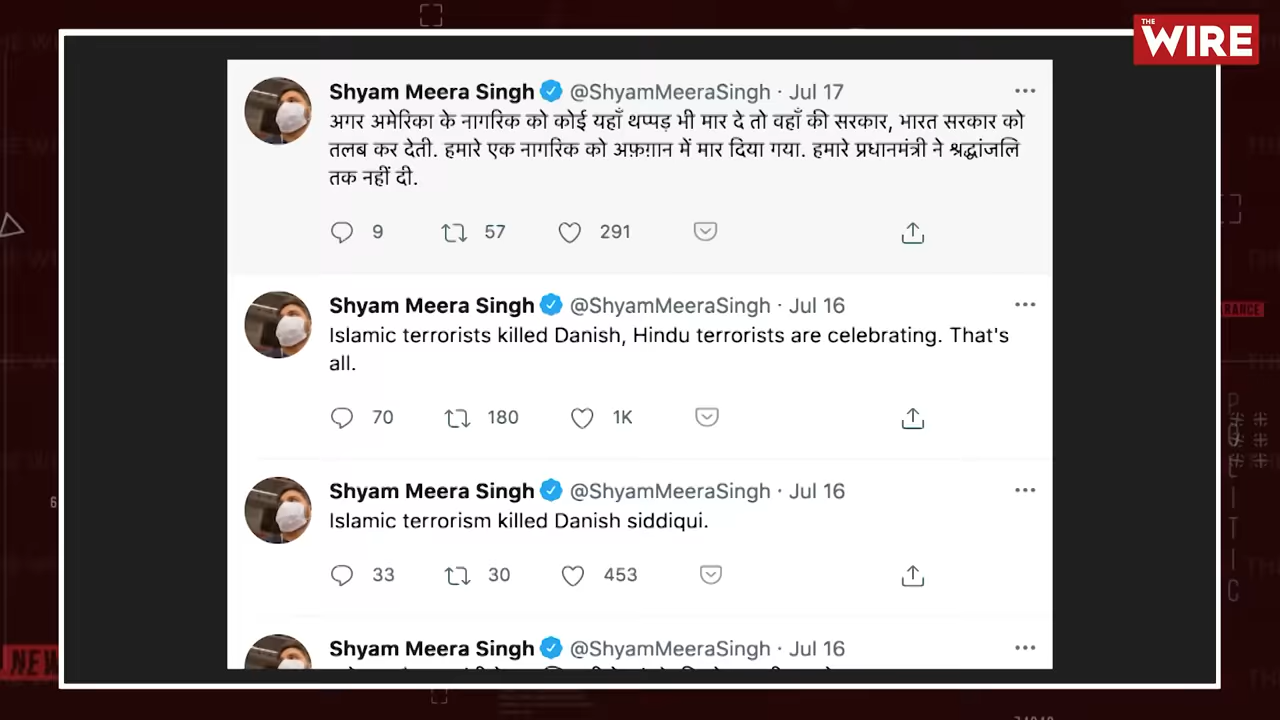 THE
WIRE
Shyam Meera Singh @ShyamMeeraSingh · Jul 17
अगर अमेरिका के नागरिक को कोई यहाँ थप्पड़ भी मार दे तो वहाँ की सरकार, भारत सरकार को
तलब कर देती. हमारे एक नागरिक को अफ़ग़ान में मार दिया गया. हमारे प्रधानमंत्री ने श्रद्धांजलि
तक नहीं दी.
9 57 291
Shyam Meera Singh @ShyamMeeraSingh · Jul 16
Islamic terrorists killed Danish, Hindu terrorists are celebrating. That's
all.
70 180 1K
Shyam Meera Singh @ShyamMeeraSingh · Jul 16
Islamic terrorism killed Danish siddiqui.
33 30 453
Shyam Meera Singh @ShyamMeeraSingh · Jul 16